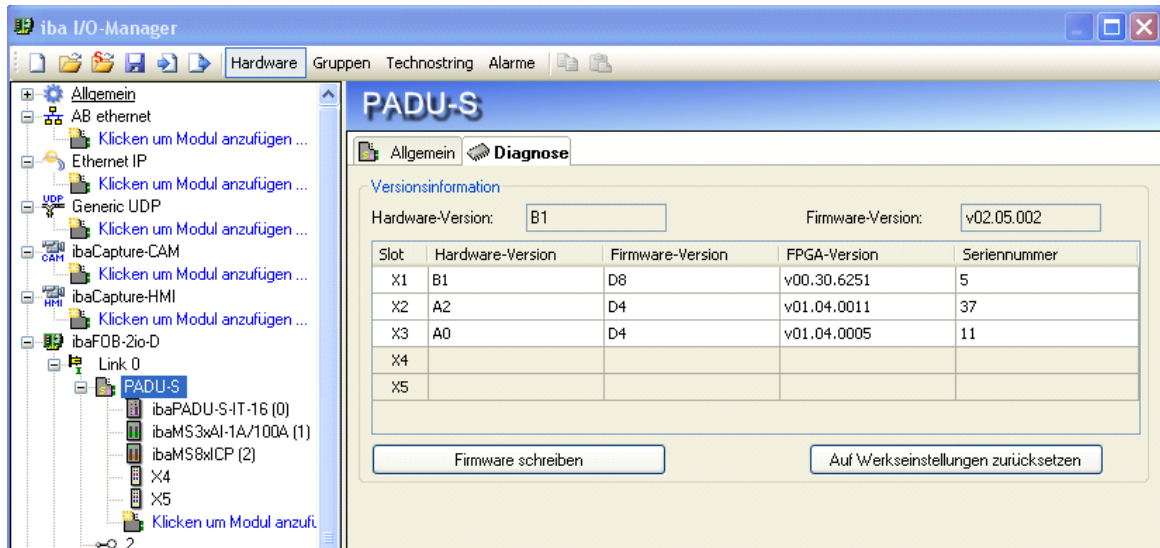 iba I/O-Manager
Hardware Gruppen Technostring Alarme
Allgemein
AB ethernet
Klicken um Modul anzufügen ...
Ethernet IP
Klicken um Modul anzufügen ...
UDP Generic UDP
Klicken um Modul anzufügen ...
CAM ibaCapture-CAM
Klicken um Modul anzufügen ...
HMI ibaCapture-HMI
Klicken um Modul anzufügen ...
ibaFOB-2io-D
Link 0
PADU-S
ibaPADU-S-IT-16 (0)
ibaMS3xAI-1A/100A (1)
ibaMS8xICP (2)
X4
X5
Klicken um Modul anzufü
2
PADU-S
Allgemein Diagnose
Versionsinformation
Hardware-Version: B1 Firmware-Version: v02.05.002
Slot Hardware-Version Firmware-Version FPGA-Version Seriennummer
X1 B1 D8 v00.30.6251 5
X2 A2 D4 v01.04.0011 37
X3 A0 D4 v01.04.0005 11
X4
X5
Firmware schreiben Auf Werkseinstellungen zurücksetzen